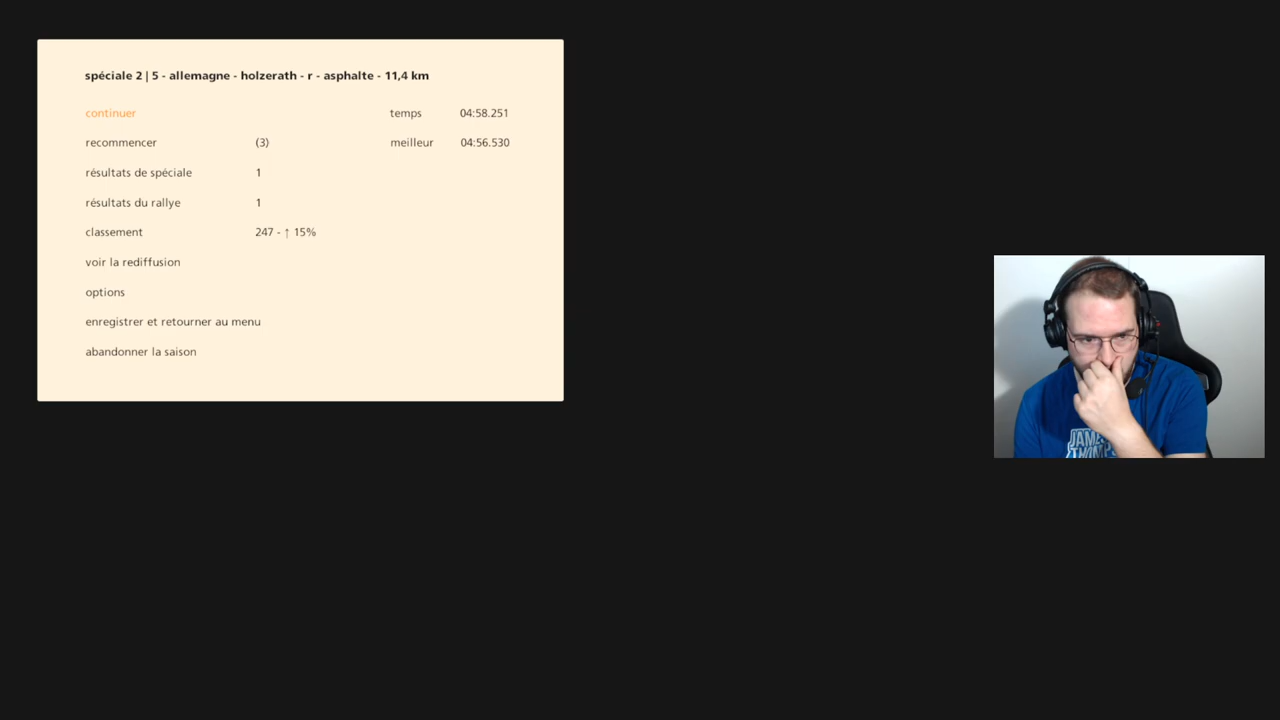 spéciale 2 | 5 - allemagne - holzerath - r - asphalte - 11,4 km
continuer
temps 04:58.251
recommencer (3)
meilleur 04:56.530
résultats de spéciale 1
résultats du rallye 1
classement 247 - ↑ 15%
voir la rediffusion
options
enregistrer et retourner au menu
abandonner la saison